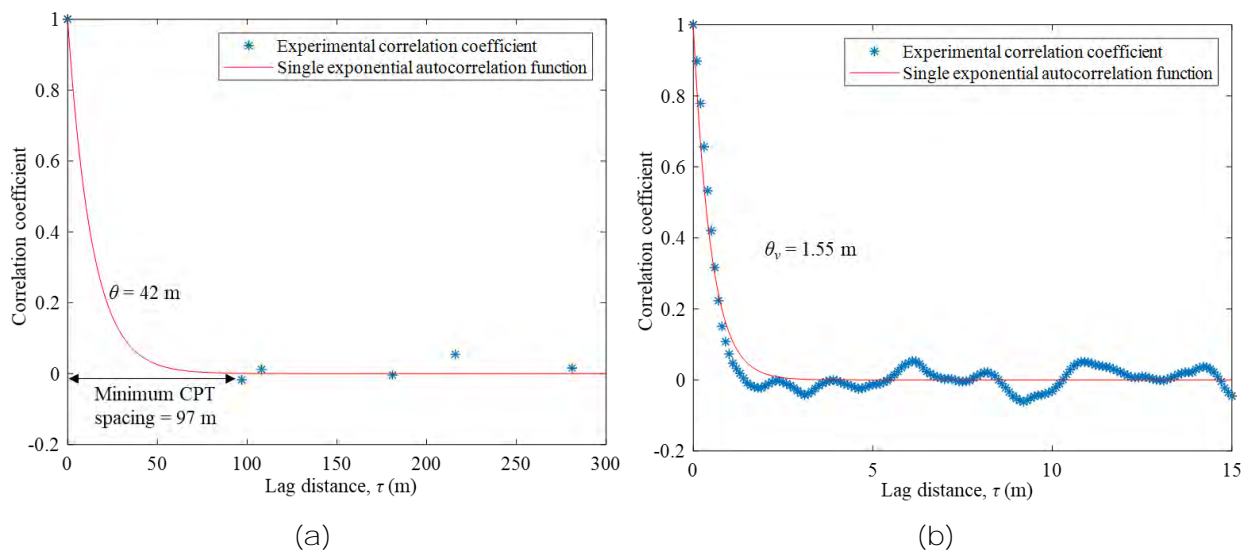 1
0.8
0.6
0.4
0.2
0
-0.2
Correlation coefficient
Experimental correlation coefficient
Single exponential autocorrelation function
θ = 42 m
Minimum CPT
spacing = 97 m
0
50
100
150
200
250
300
Lag distance, τ (m)
(a)
1
0.8
0.6
0.4
0.2
0
-0.2
Correlation coefficient
Experimental correlation coefficient
Single exponential autocorrelation function
θv = 1.55 m
0
5
10
15
Lag distance, τ (m)
(b)